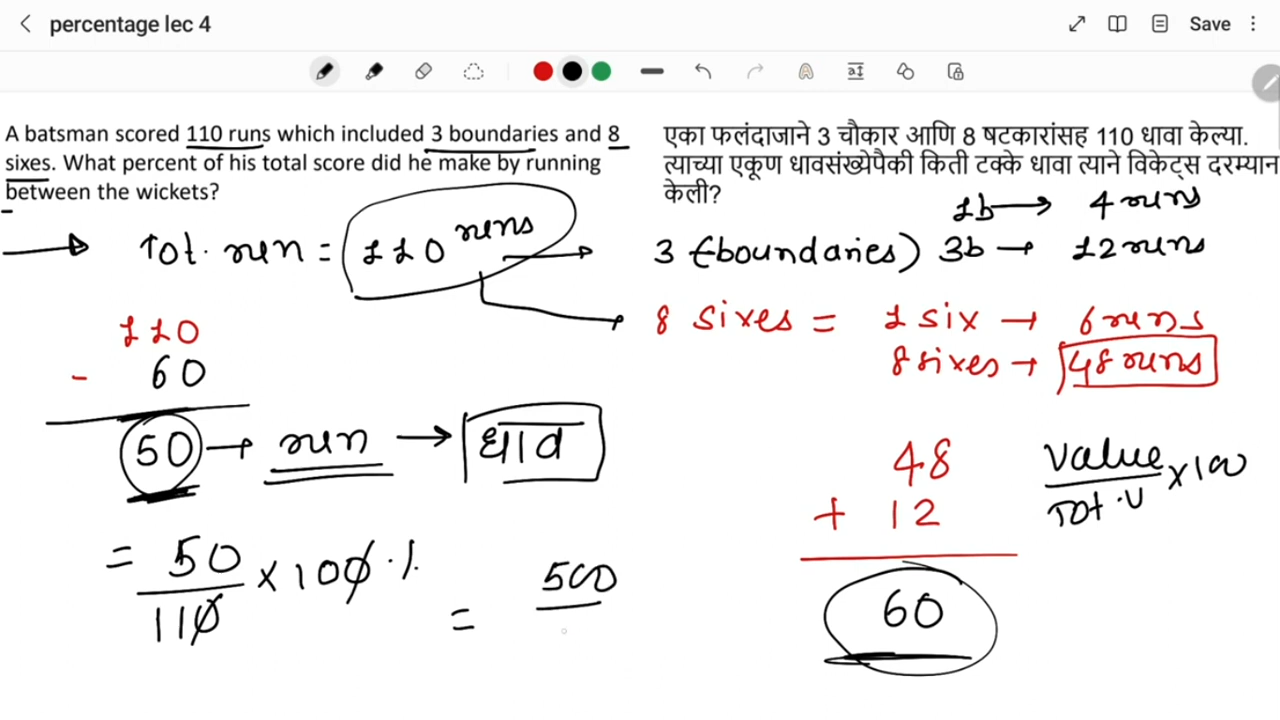 percentage lec 4
Save
A batsman scored 110 runs which included 3 boundaries and 8
sixes. What percent of his total score did he make by running
between the wickets?
एका फलंदाजाने 3 चौकार आणि 8 षटकारांसह 110 धावा केल्या.
त्याच्या एकूण धावसंख्येपैकी किती टक्के धावा त्याने विकेट्स दरम्यान
केली?
1b → 4 runs
Tot. run = 110 runs →
3 (boundaries) 3b → 12 runs
8 sixes = 1 six → 6 runs
8 sixes → 48 runs
110
- 60
50 → run → धाव
48
+ 12
60
value
Tot.V × 100
= 50
110 × 100 %
= 500